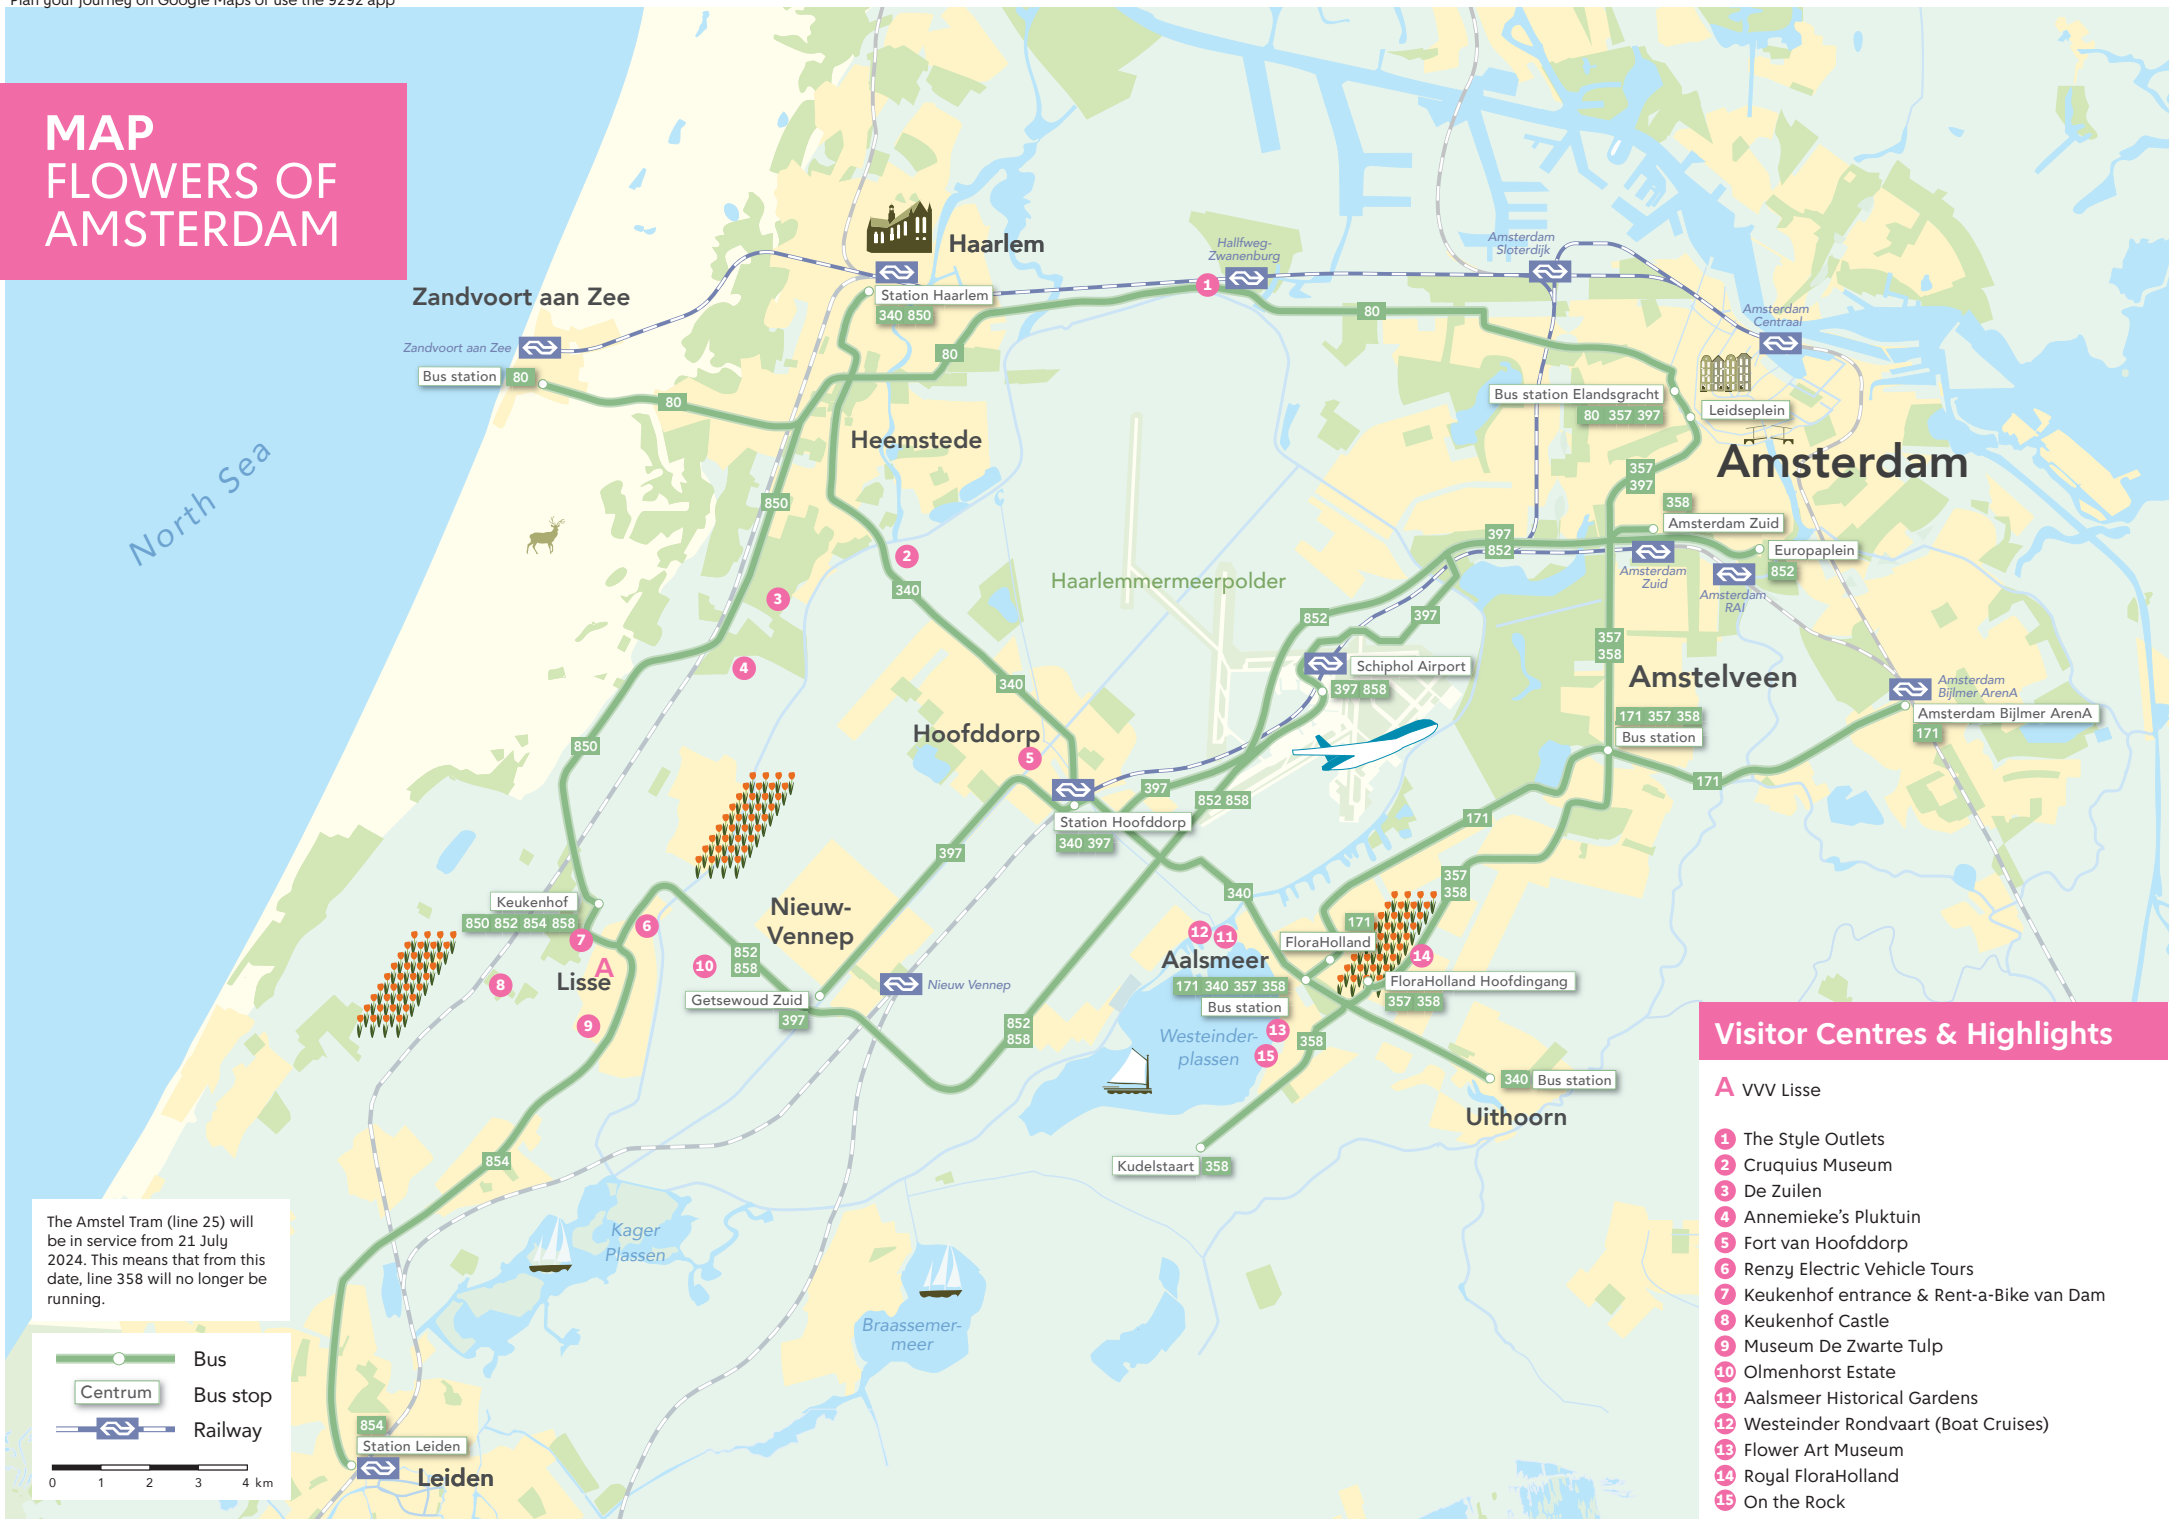 Plan your journey on Google Maps or use the 9292 app
MAP
FLOWERS OF
AMSTERDAM
Haarlem
Station Haarlem
340 850
Hallfweg-
Zwanenburg
1
Amsterdam
Sloterdijk
Amsterdam
Centraal
Zandvoort aan Zee
Zandvoort aan Zee
Bus station
80
80
80
80
Bus station Elandsgracht
80 357 397
Leidseplein
Amsterdam
North Sea
Heemstede
850
357
397
358
Amsterdam Zuid
397
852
Europaplein
852
Amsterdam
Zuid
Amsterdam
RAI
2
340
3
Haarlemmermeerpolder
852
397
357
358
4
340
Schiphol Airport
397 858
Amstelveen
171 357 358
Bus station
Amsterdam
Bijlmer ArenA
Amsterdam Bijlmer ArenA
171
171
850
Hoofddorp
5
397
852 858
Station Hoofddorp
340 397
171
397
357
358
340
Keukenhof
850 852 854 858
7
6
A
Lisse
8
9
Nieuw-
Vennep
10
852
858
Getsewoud Zuid
397
Nieuw Vennep
12
11
Aalsmeer
171 340 357 358
Bus station
171
FloraHolland
14
FloraHolland Hoofdingang
357 358
852
858
Westeinder-
plassen
13
15
358
340
Bus station
Uithoorn
Kudelstaart
358
854
Kager
Plassen
Braassemer-
meer
854
Station Leiden
Leiden
The Amstel Tram (line 25) will
be in service from 21 July
2024. This means that from this
date, line 358 will no longer be
running.
Bus
Centrum
Bus stop
Railway
0 1 2 3 4 km
Visitor Centres & Highlights
A VVV Lisse
1 The Style Outlets
2 Cruquius Museum
3 De Zuilen
4 Annemieke's Pluktuin
5 Fort van Hoofddorp
6 Renzy Electric Vehicle Tours
7 Keukenhof entrance & Rent-a-Bike van Dam
8 Keukenhof Castle
9 Museum De Zwarte Tulp
10 Olmenhorst Estate
11 Aalsmeer Historical Gardens
12 Westeinder Rondvaart (Boat Cruises)
13 Flower Art Museum
14 Royal FloraHolland
15 On the Rock